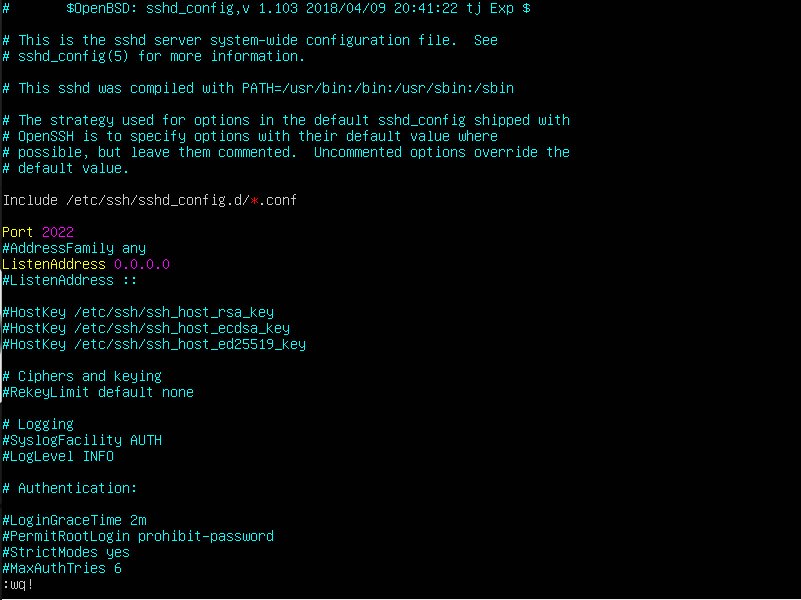 #       $OpenBSD: sshd_config,v 1.103 2018/04/09 20:41:22 tj Exp $
# This is the sshd server system-wide configuration file.  See
# sshd_config(5) for more information.
# This sshd was compiled with PATH=/usr/bin:/bin:/usr/sbin:/sbin
# The strategy used for options in the default sshd_config shipped with
# OpenSSH is to specify options with their default value where
# possible, but leave them commented.  Uncommented options override the
# default value.
Include /etc/ssh/sshd_config.d/*.conf
Port 2022
#AddressFamily any
ListenAddress 0.0.0.0
#ListenAddress ::
#HostKey /etc/ssh/ssh_host_rsa_key
#HostKey /etc/ssh/ssh_host_ecdsa_key
#HostKey /etc/ssh/ssh_host_ed25519_key
# Ciphers and keying
#RekeyLimit default none
# Logging
#SyslogFacility AUTH
#LogLevel INFO
# Authentication:
#LoginGraceTime 2m
#PermitRootLogin prohibit-password
#StrictModes yes
#MaxAuthTries 6
:wq!